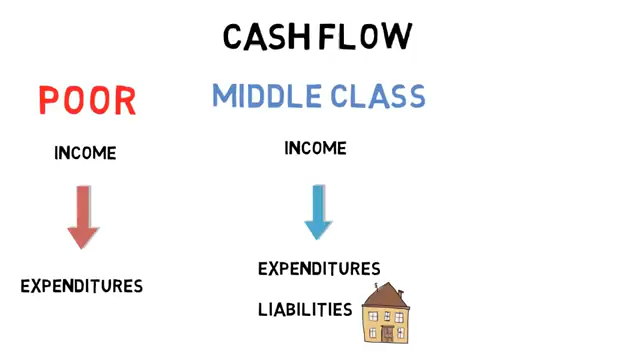 CASH FLOW
POOR
INCOME
EXPENDITURES
MIDDLE CLASS
INCOME
EXPENDITURES
LIABILITIES